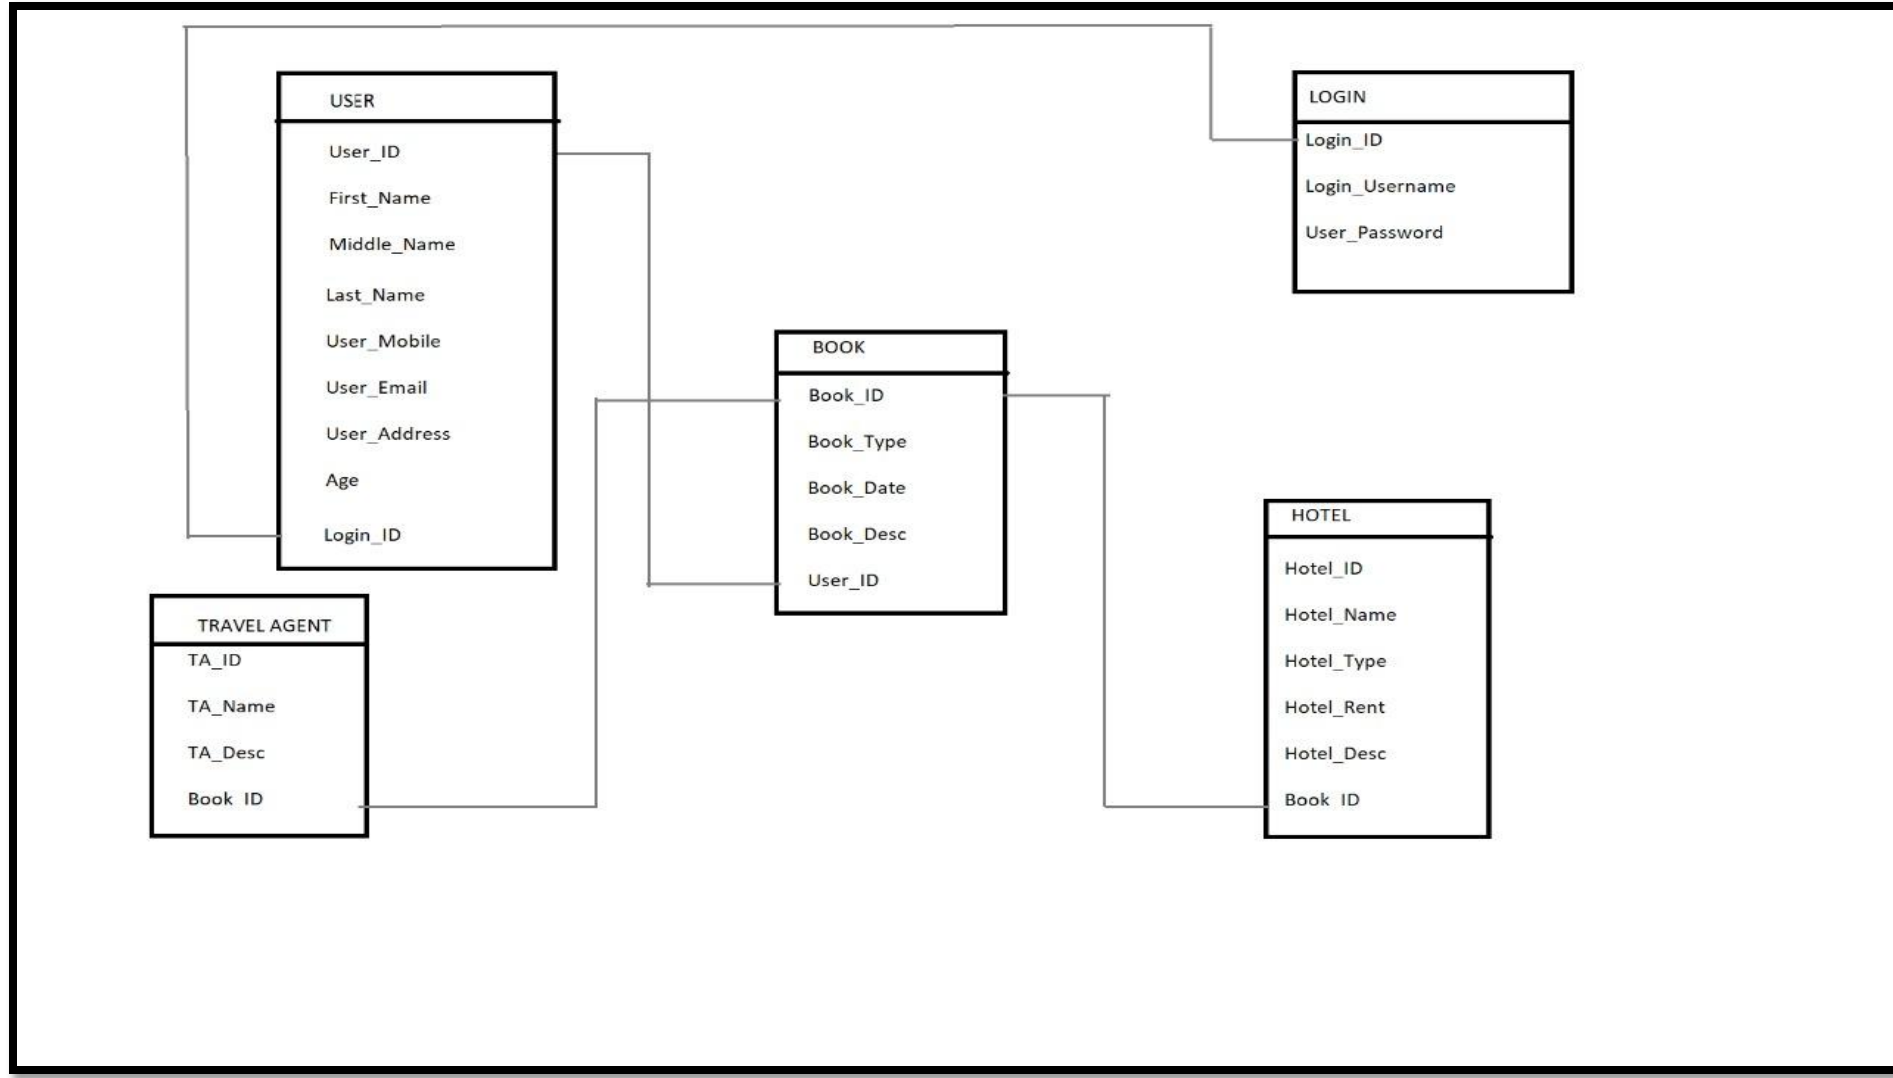 USER
User_ID
First_Name
Middle_Name
Last_Name
User_Mobile
User_Email
User_Address
Age
Login_ID
LOGIN
Login_ID
Login_Username
User_Password
BOOK
Book_ID
Book_Type
Book_Date
Book_Desc
User_ID
TRAVEL AGENT
TA_ID
TA_Name
TA_Desc
Book ID
HOTEL
Hotel_ID
Hotel_Name
Hotel_Type
Hotel_Rent
Hotel_Desc
Book ID